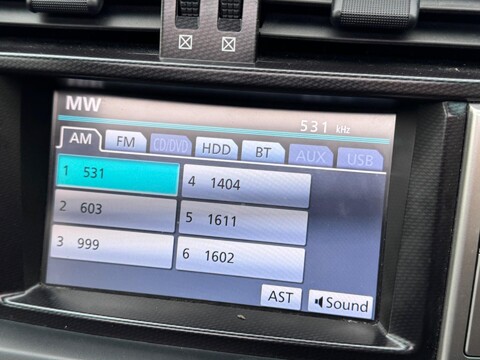 MW
531 kHz
AM FM CD/DVD HDD BT AUX USB
1 531
2 603
3 999
4 1404
5 1611
6 1602
AST Sound